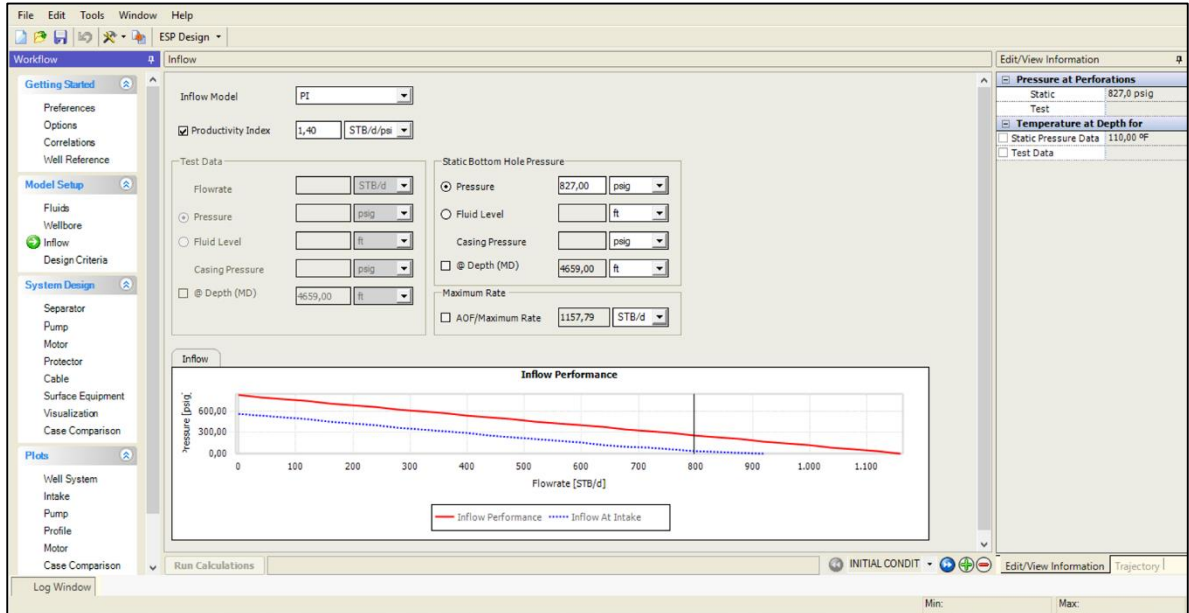 File Edit Tools Window Help
ESP Design
Workflow
Getting Started
Preferences
Options
Correlations
Well Reference
Model Setup
Fluids
Wellbore
Inflow
Design Criteria
System Design
Separator
Pump
Motor
Protector
Cable
Surface Equipment
Visualization
Case Comparison
Plots
Well System
Intake
Pump
Profile
Motor
Case Comparison
Inflow
Inflow Model PI
Productivity Index 1,40 STB/d/psi
Test Data
Flowrate STB/d
Pressure psig
Fluid Level ft
Casing Pressure psig
@ Depth (MD) 4659,00 ft
Static Bottom Hole Pressure
Pressure 827,00 psig
Fluid Level ft
Casing Pressure psig
@ Depth (MD) 4659,00 ft
Maximum Rate
AOF/Maximum Rate 1157,79 STB/d
Inflow
Inflow Performance
Pressure [psig]
600,00
300,00
0,00
0 100 200 300 400 500 600 700 800 900 1.000 1.100
Flowrate [STB/d]
Inflow Performance Inflow At Intake
Run Calculations INITIAL CONDIT
Edit/View Information
Pressure at Perforations
Static 827,0 psig
Test
Temperature at Depth for
Static Pressure Data 110,00 ºF
Test Data
Edit/View Information Trajectory
Log Window
Min: Max: